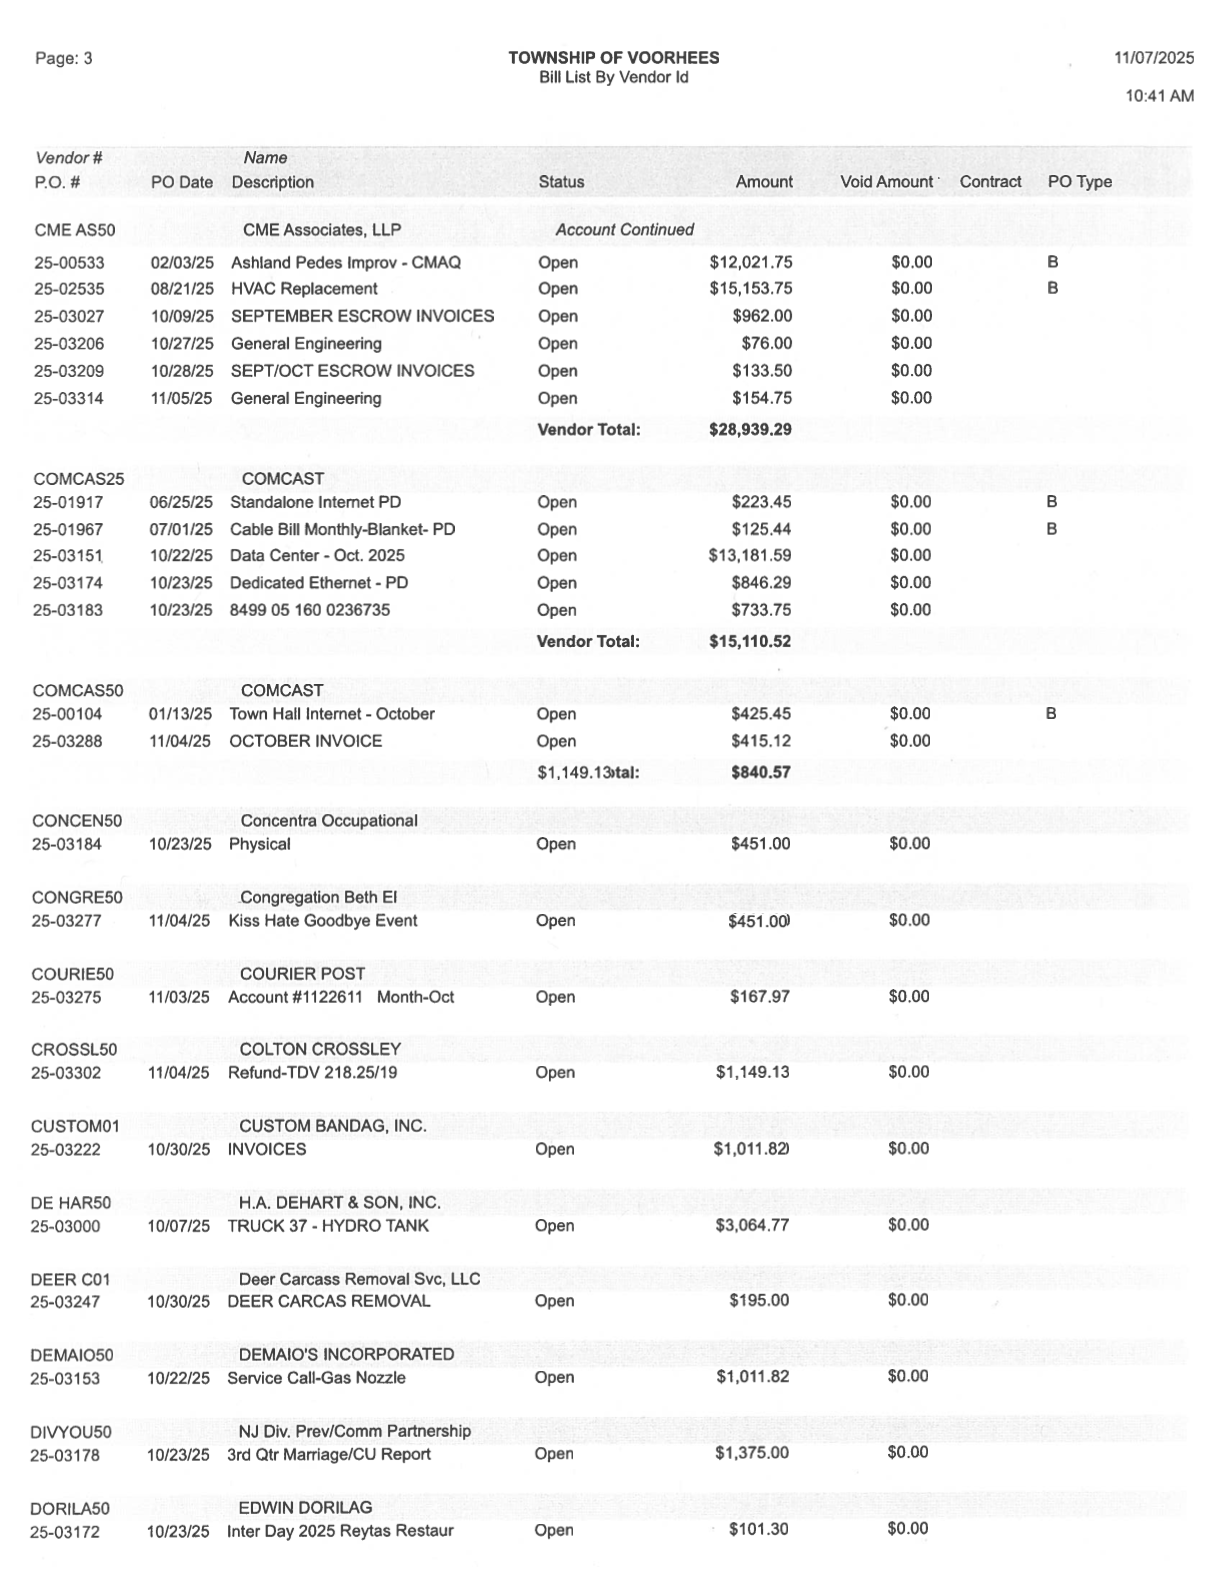 Page: 3 TOWNSHIP OF VOORHEES 11/07/2025
Bill List By Vendor Id
10:41 AM
Vendor # Name
P.O. # PO Date Description Status Amount Void Amount Contract PO Type
CME AS50 CME Associates, LLP Account Continued
25-00533 02/03/25 Ashland Pedes Improv - CMAQ Open $12,021.75 $0.00 B
25-02535 08/21/25 HVAC Replacement Open $15,153.75 $0.00 B
25-03027 10/09/25 SEPTEMBER ESCROW INVOICES Open $962.00 $0.00
25-03206 10/27/25 General Engineering Open $76.00 $0.00
25-03209 10/28/25 SEPT/OCT ESCROW INVOICES Open $133.50 $0.00
25-03314 11/05/25 General Engineering Open $154.75 $0.00
Vendor Total: $28,939.29
COMCAS25 COMCAST
25-01917 06/25/25 Standalone Internet PD Open $223.45 $0.00 B
25-01967 07/01/25 Cable Bill Monthly-Blanket- PD Open $125.44 $0.00 B
25-03151 10/22/25 Data Center - Oct. 2025 Open $13,181.59 $0.00
25-03174 10/23/25 Dedicated Ethernet - PD Open $846.29 $0.00
25-03183 10/23/25 8499 05 160 0236735 Open $733.75 $0.00
Vendor Total: $15,110.52
COMCAS50 COMCAST
25-00104 01/13/25 Town Hall Internet - October Open $425.45 $0.00 B
25-03288 11/04/25 OCTOBER INVOICE Open $415.12 $0.00
$1,149.13otal: $840.57
CONCEN50 Concentra Occupational
25-03184 10/23/25 Physical Open $451.00 $0.00
CONGRE50 Congregation Beth El
25-03277 11/04/25 Kiss Hate Goodbye Event Open $451.00 $0.00
COURIE50 COURIER POST
25-03275 11/03/25 Account #1122611 Month-Oct Open $167.97 $0.00
CROSSL50 COLTON CROSSLEY
25-03302 11/04/25 Refund-TDV 218.25/19 Open $1,149.13 $0.00
CUSTOM01 CUSTOM BANDAG, INC.
25-03222 10/30/25 INVOICES Open $1,011.82 $0.00
DE HAR50 H.A. DEHART & SON, INC.
25-03000 10/07/25 TRUCK 37 - HYDRO TANK Open $3,064.77 $0.00
DEER C01 Deer Carcass Removal Svc, LLC
25-03247 10/30/25 DEER CARCAS REMOVAL Open $195.00 $0.00
DEMAIO50 DEMAIO'S INCORPORATED
25-03153 10/22/25 Service Call-Gas Nozzle Open $1,011.82 $0.00
DIVYOU50 NJ Div. Prev/Comm Partnership
25-03178 10/23/25 3rd Qtr Marriage/CU Report Open $1,375.00 $0.00
DORILA50 EDWIN DORILAG
25-03172 10/23/25 Inter Day 2025 Reytas Restaur Open $101.30 $0.00